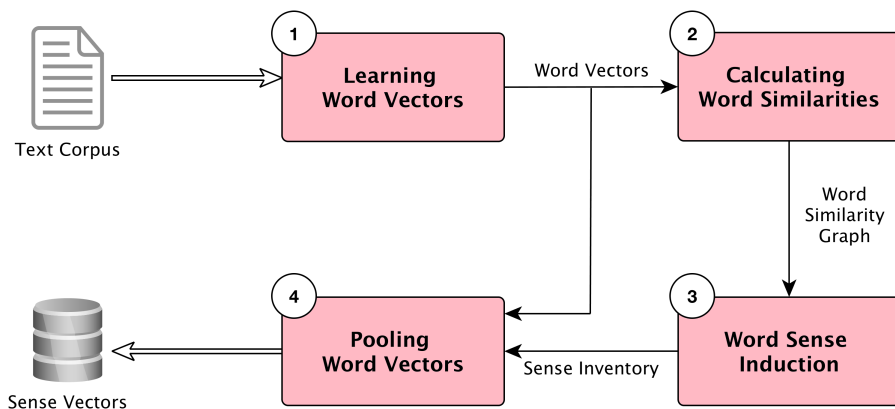 1
Learning
Word Vectors
Text Corpus
Word Vectors
2
Calculating
Word Similarities
Word
Similarity
Graph
3
Word Sense
Induction
Sense Inventory
4
Pooling
Word Vectors
Sense Vectors